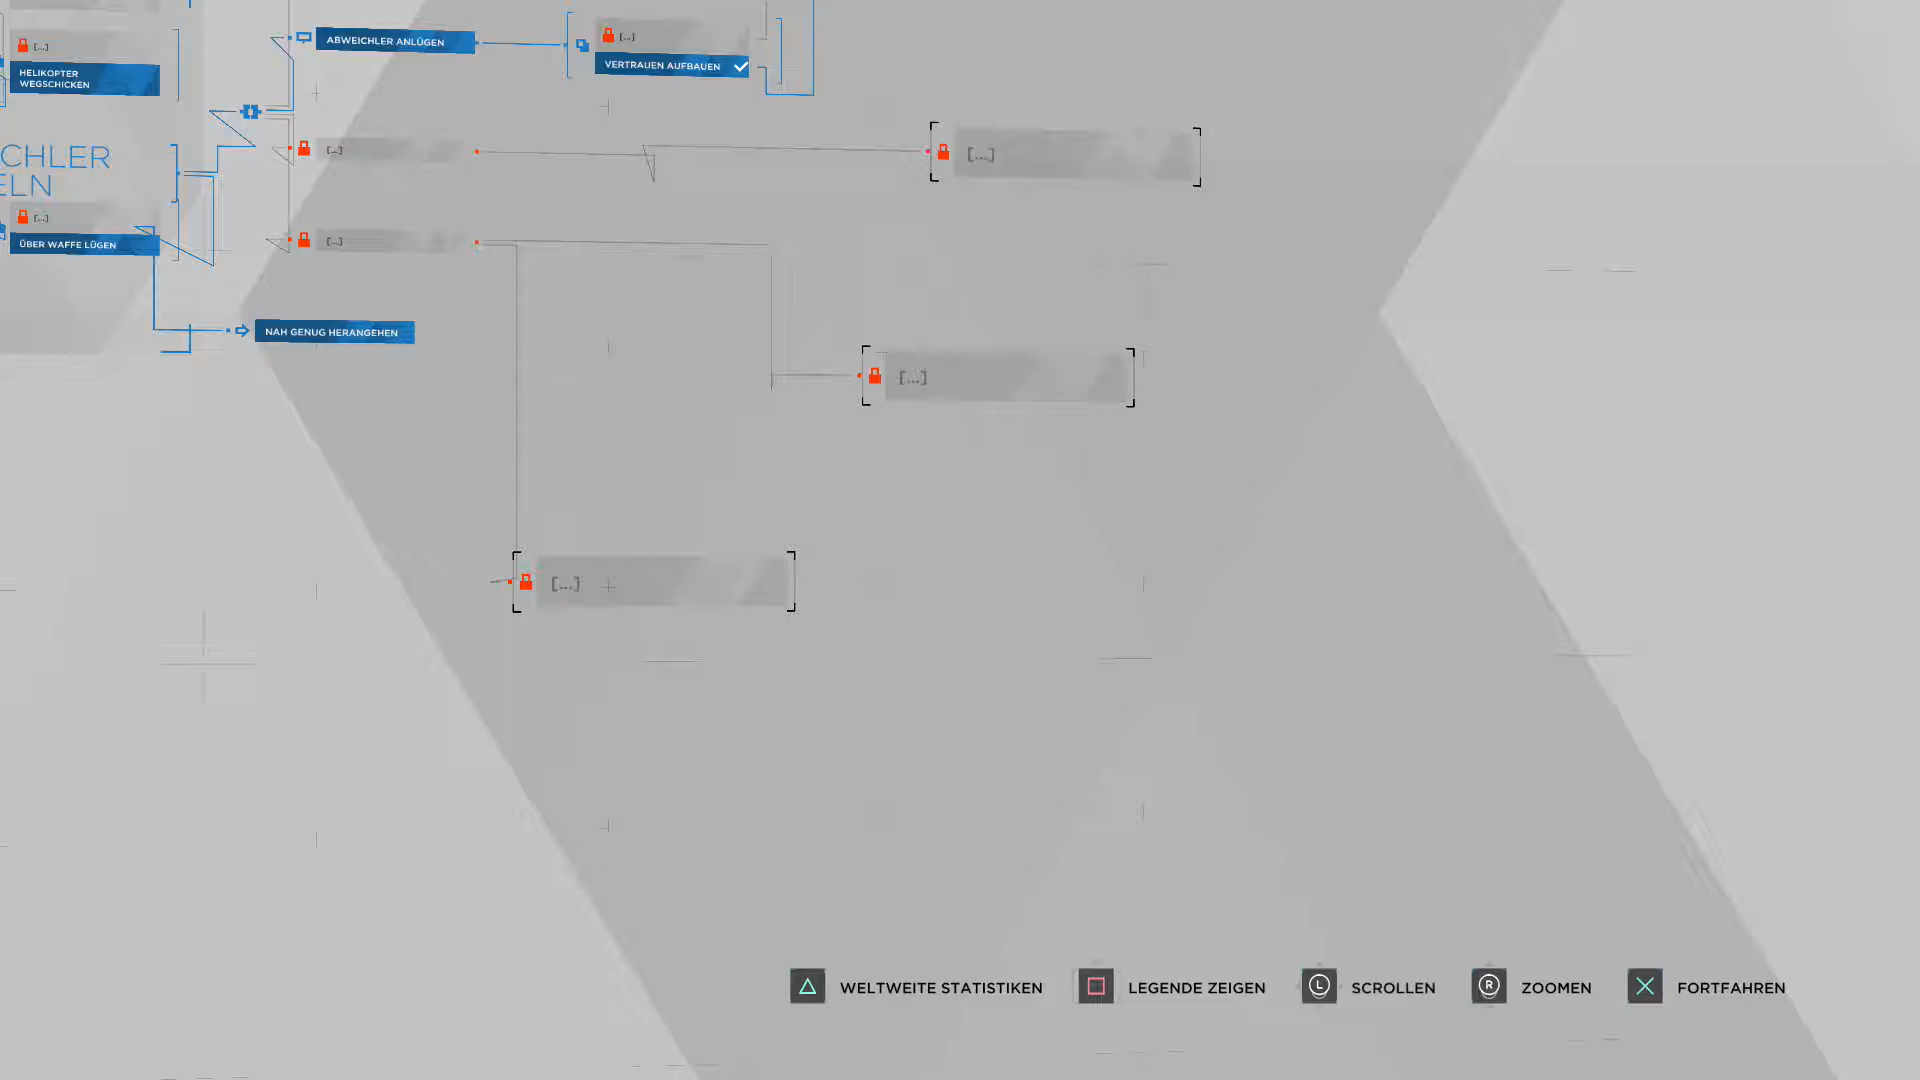 ABWEICHLER ANLÜGEN
[...]
[...]
VERTRAUEN AUFBAUEN
HELIKOPTER
WEGSCHICKEN
[...]
[...]
CHLER
ELN
[...]
ÜBER WAFFE LÜGEN
[...]
NAH GENUG HERANGEHEN
[...]
[...]
WELTWEITE STATISTIKEN
LEGENDE ZEIGEN
L SCROLLEN
R ZOOMEN
FORTFAHREN